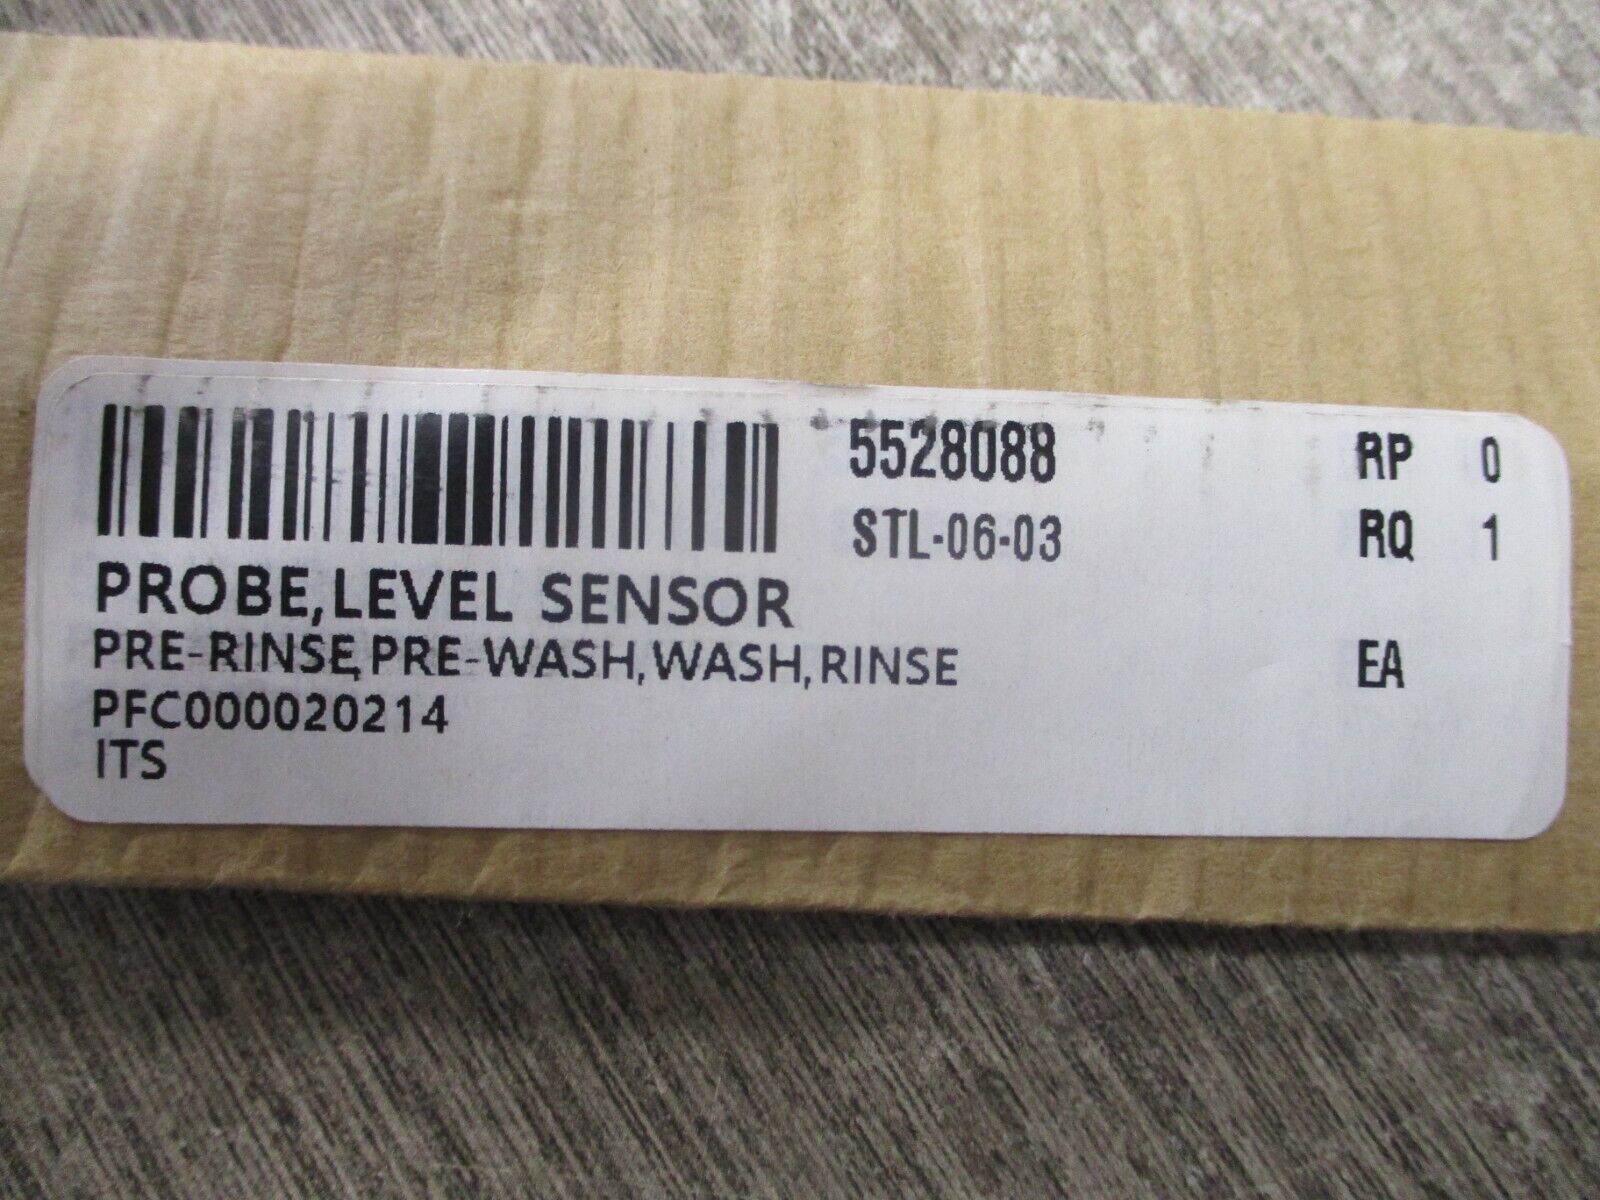 5528088 RP 0
STL-06-03 RQ 1
PROBE,LEVEL SENSOR
PRE-RINSE,PRE-WASH,WASH,RINSE EA
PFC000020214
ITS